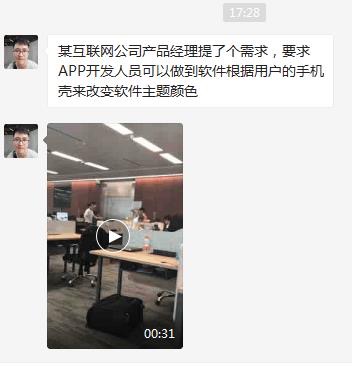 17:28
某互联网公司产品经理提了个需求，要求
APP开发人员可以做到软件根据用户的手机
壳来改变软件主题颜色
00:31